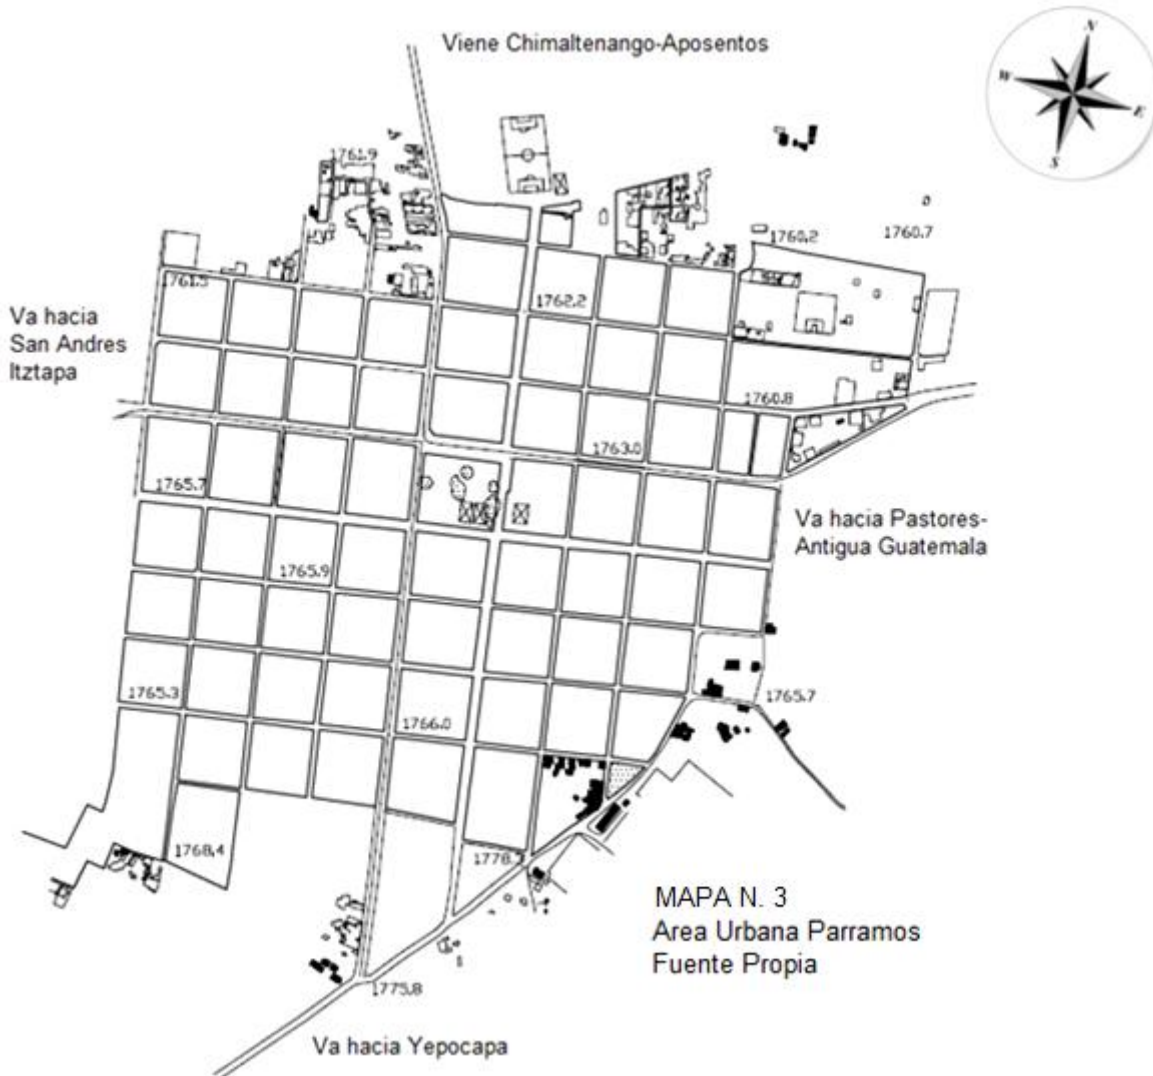 Viene Chimaltenango-Aposentos
N
W
E
S
1761.9
1760.2
1760.7
1761.5
1762.2
Va hacia
San Andres
Itztapa
1760.8
1763.0
1765.7
Va hacia Pastores-
Antigua Guatemala
1765.9
1765.3
1765.7
1766.0
1768.4
MAPA N. 3
Area Urbana Parramos
Fuente Propia
1775.8
Va hacia Yepocapa